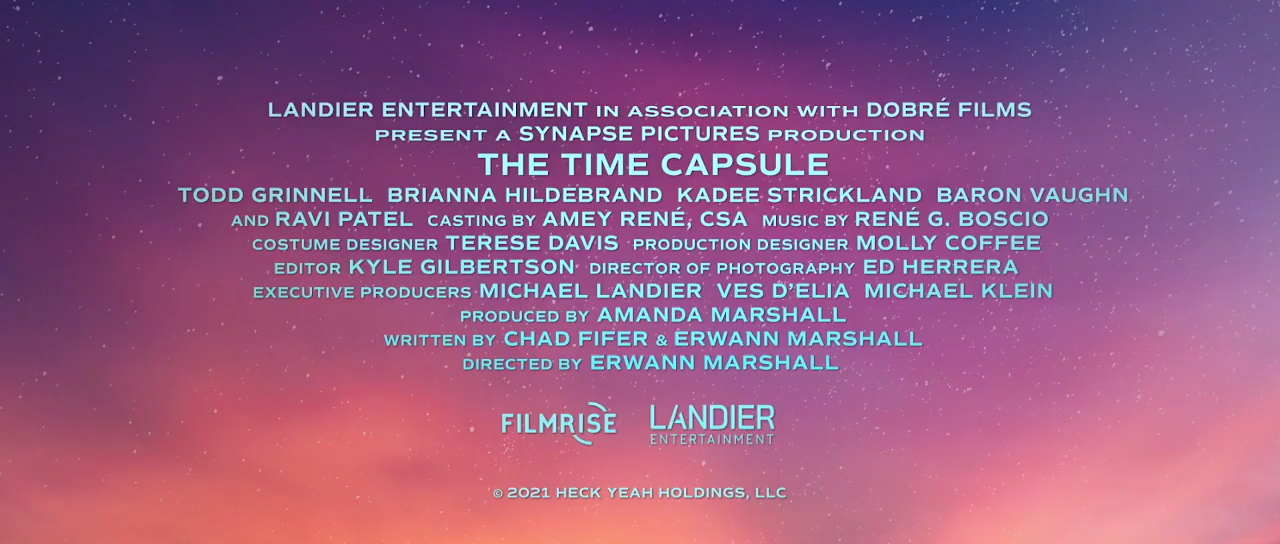 LANDIER ENTERTAINMENT IN ASSOCIATION WITH DOBRÉ FILMS
PRESENT A SYNAPSE PICTURES PRODUCTION
THE TIME CAPSULE
TODD GRINNELL BRIANNA HILDEBRAND KADEE STRICKLAND BARON VAUGHN
AND RAVI PATEL CASTING BY AMEY RENÉ, CSA MUSIC BY RENÉ G. BOSCIO
COSTUME DESIGNER TERESE DAVIS PRODUCTION DESIGNER MOLLY COFFEE
EDITOR KYLE GILBERTSON DIRECTOR OF PHOTOGRAPHY ED HERRERA
EXECUTIVE PRODUCERS MICHAEL LANDIER VES D'ELIA MICHAEL KLEIN
PRODUCED BY AMANDA MARSHALL
WRITTEN BY CHAD FIFER & ERWANN MARSHALL
DIRECTED BY ERWANN MARSHALL
FILMRISE LANDIER
ENTERTAINMENT
© 2021 HECK YEAH HOLDINGS, LLC